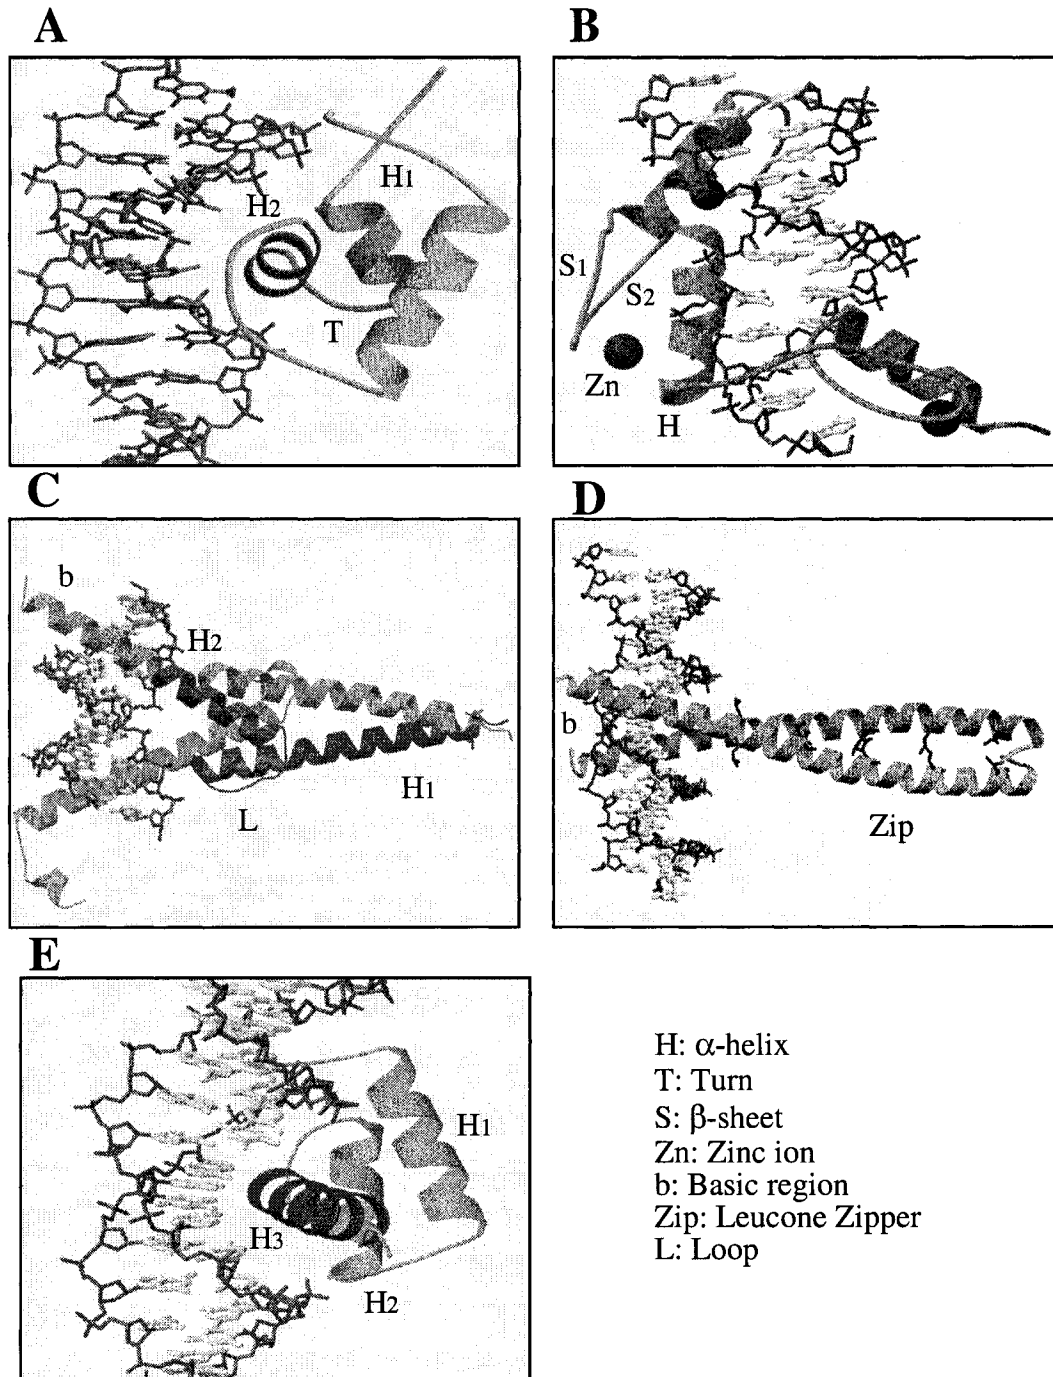 A
B
H1
H2
T
S1
S2
Zn
H
C
D
b
H2
H1
L
b
Zip
E
H1
H3
H2
H: α-helix
T: Turn
S: β-sheet
Zn: Zinc ion
b: Basic region
Zip: Leucone Zipper
L: Loop